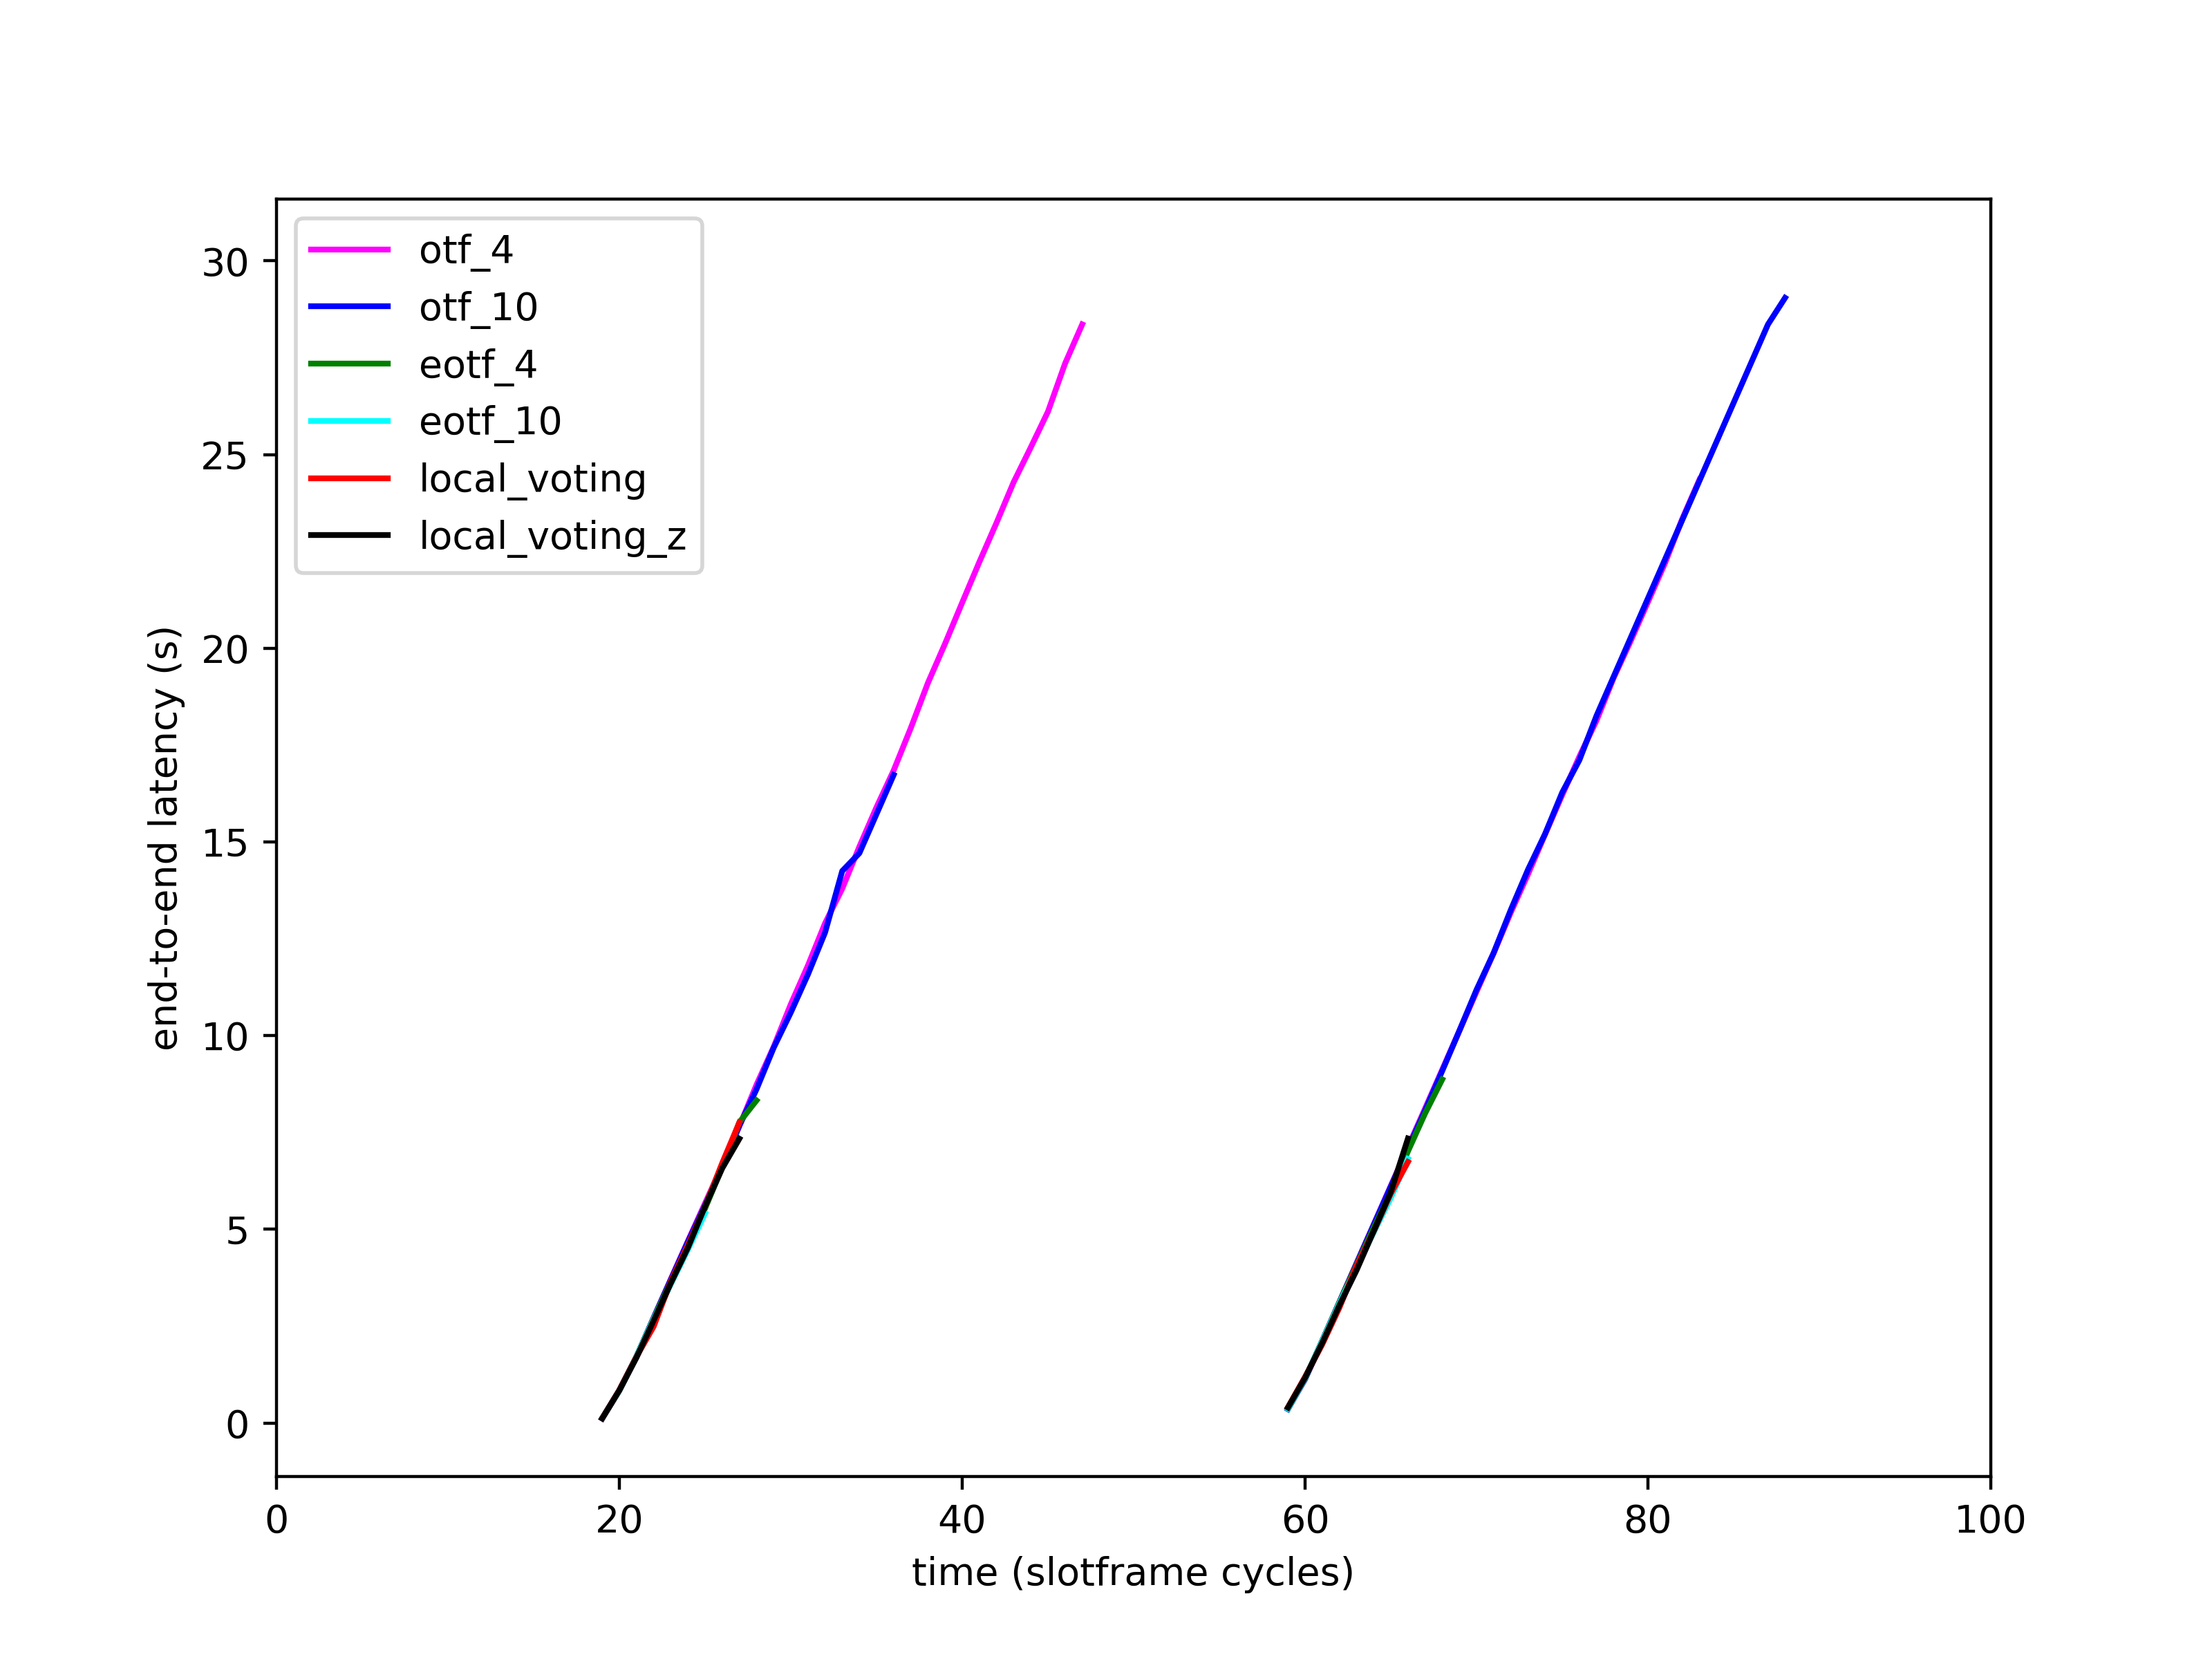 otf_4
otf_10
eotf_4
eotf_10
local_voting
local_voting_z
30
25
20
15
10
5
0
end-to-end latency (s)
0 20 40 60 80 100
time (slotframe cycles)